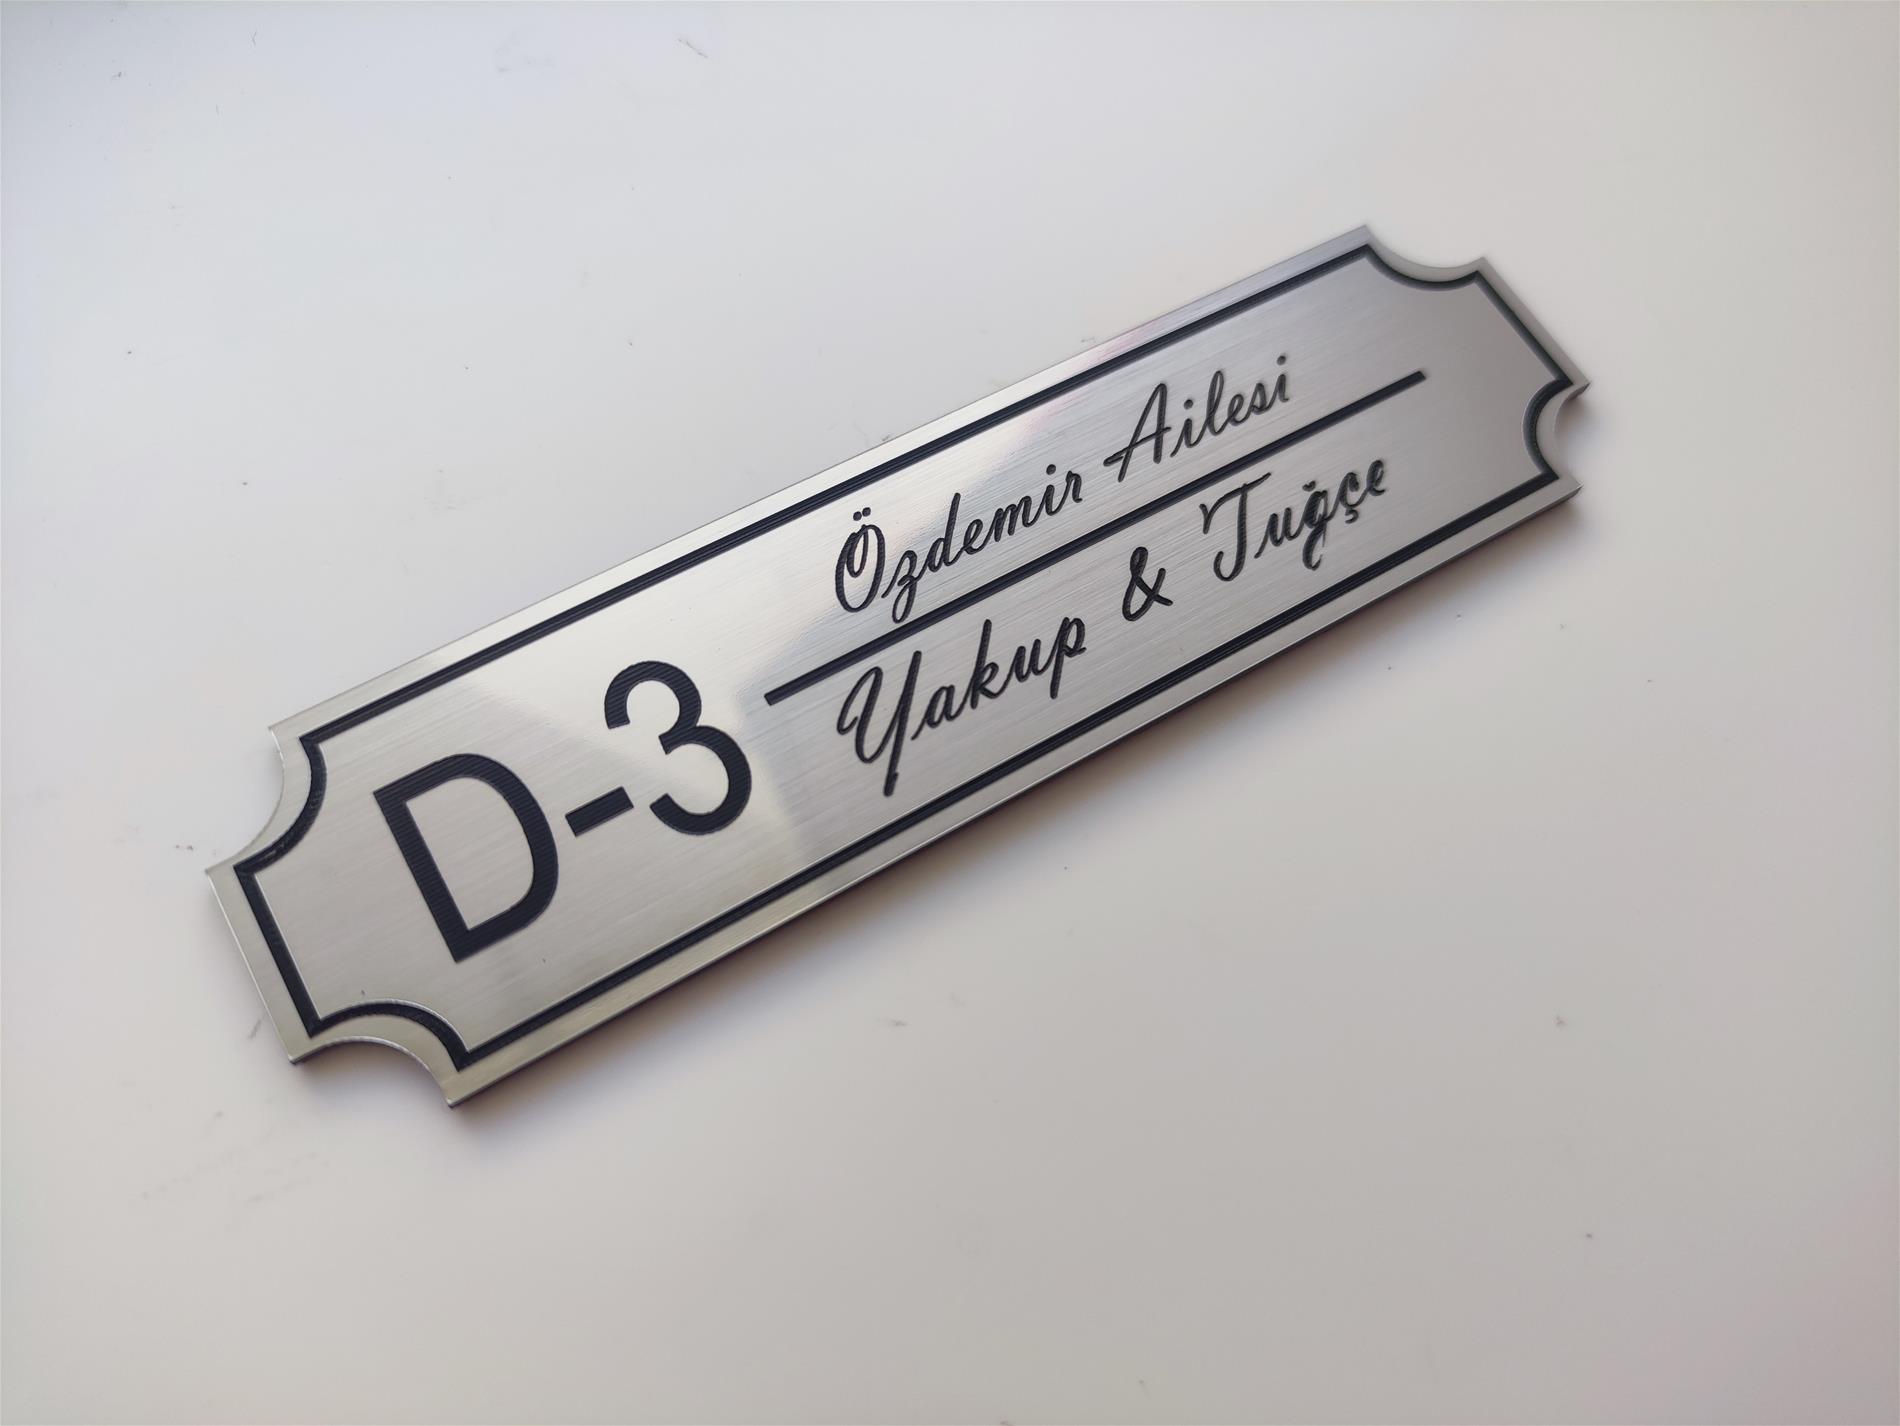 D-3
Özdemir Ailesi
Yakup & Tuğçe